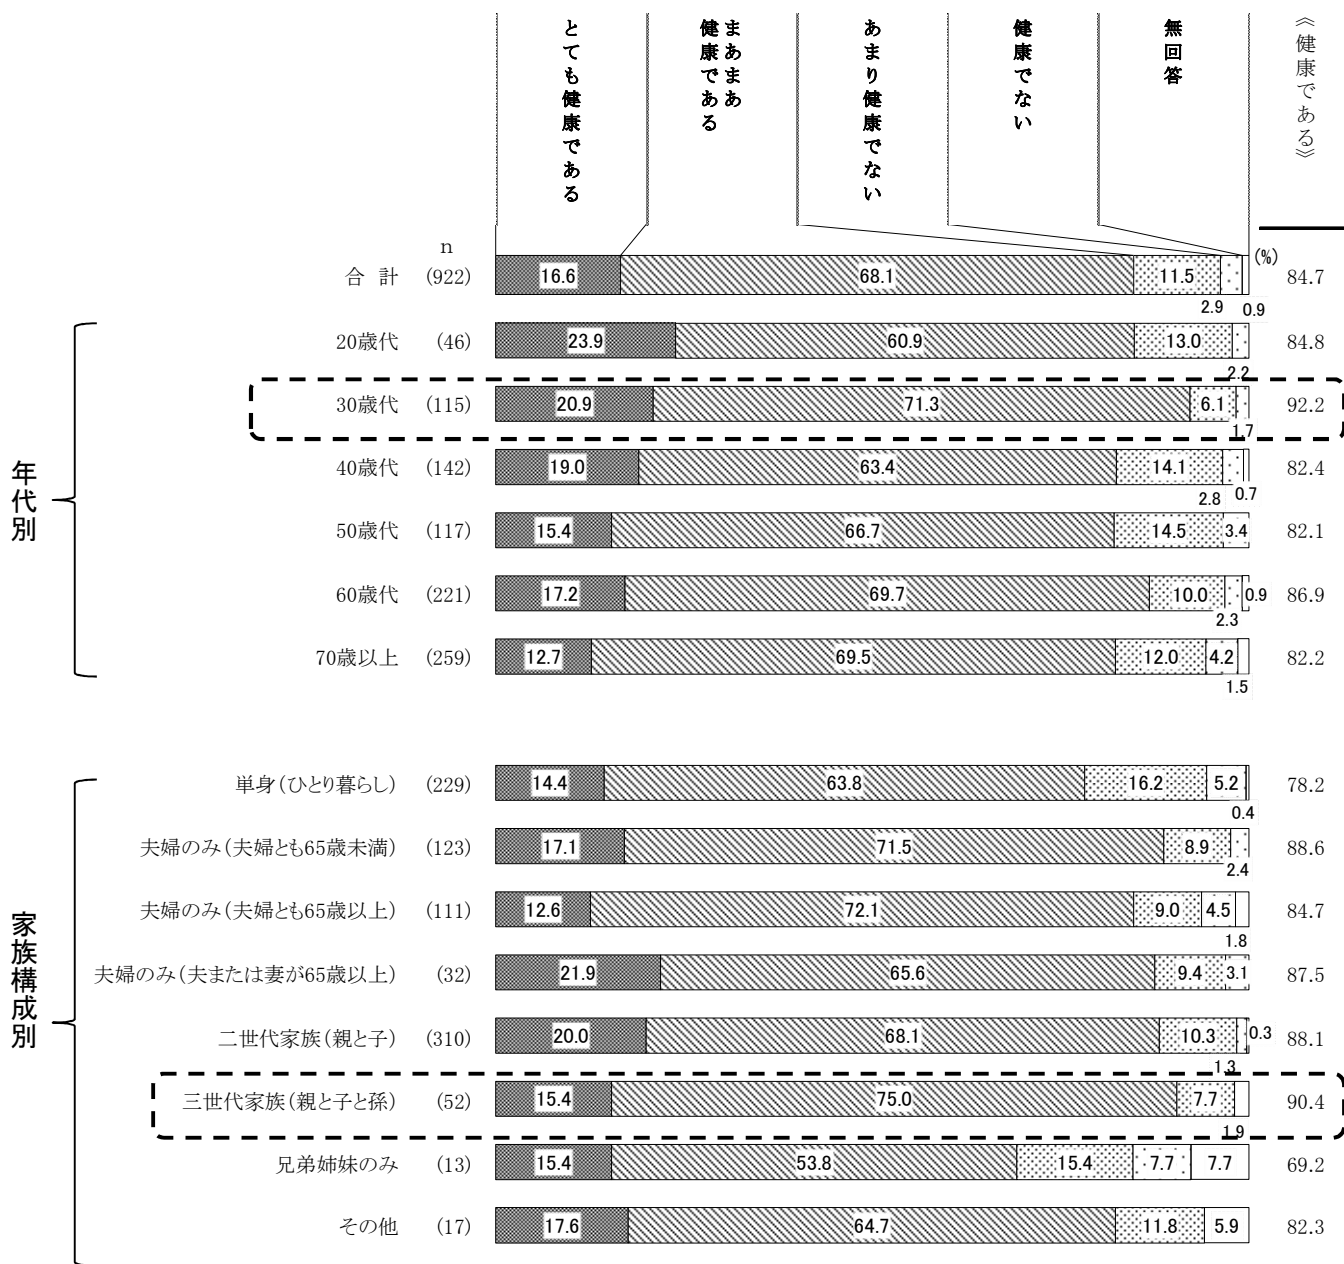 とても健康である
まあまあ
健康である
あまり健康でない
健康でない
無回答
《健康である》
n
(%)
合 計 (922) 16.6 68.1 11.5 84.7
2.9 0.9
年代別
20歳代 (46) 23.9 60.9 13.0 84.8
2.2
30歳代 (115) 20.9 71.3 6.1 92.2
1.7
40歳代 (142) 19.0 63.4 14.1 82.4
2.8 0.7
50歳代 (117) 15.4 66.7 14.5 3.4 82.1
60歳代 (221) 17.2 69.7 10.0 0.9 86.9
2.3
70歳以上 (259) 12.7 69.5 12.0 4.2 82.2
1.5
家族構成別
単身(ひとり暮らし) (229) 14.4 63.8 16.2 5.2 78.2
0.4
夫婦のみ(夫婦とも65歳未満) (123) 17.1 71.5 8.9 88.6
2.4
夫婦のみ(夫婦とも65歳以上) (111) 12.6 72.1 9.0 4.5 84.7
1.8
夫婦のみ(夫または妻が65歳以上) (32) 21.9 65.6 9.4 3.1 87.5
二世代家族(親と子) (310) 20.0 68.1 10.3 0.3 88.1
1.3
三世代家族(親と子と孫) (52) 15.4 75.0 7.7 90.4
1.9
兄弟姉妹のみ (13) 15.4 53.8 15.4 7.7 7.7 69.2
その他 (17) 17.6 64.7 11.8 5.9 82.3